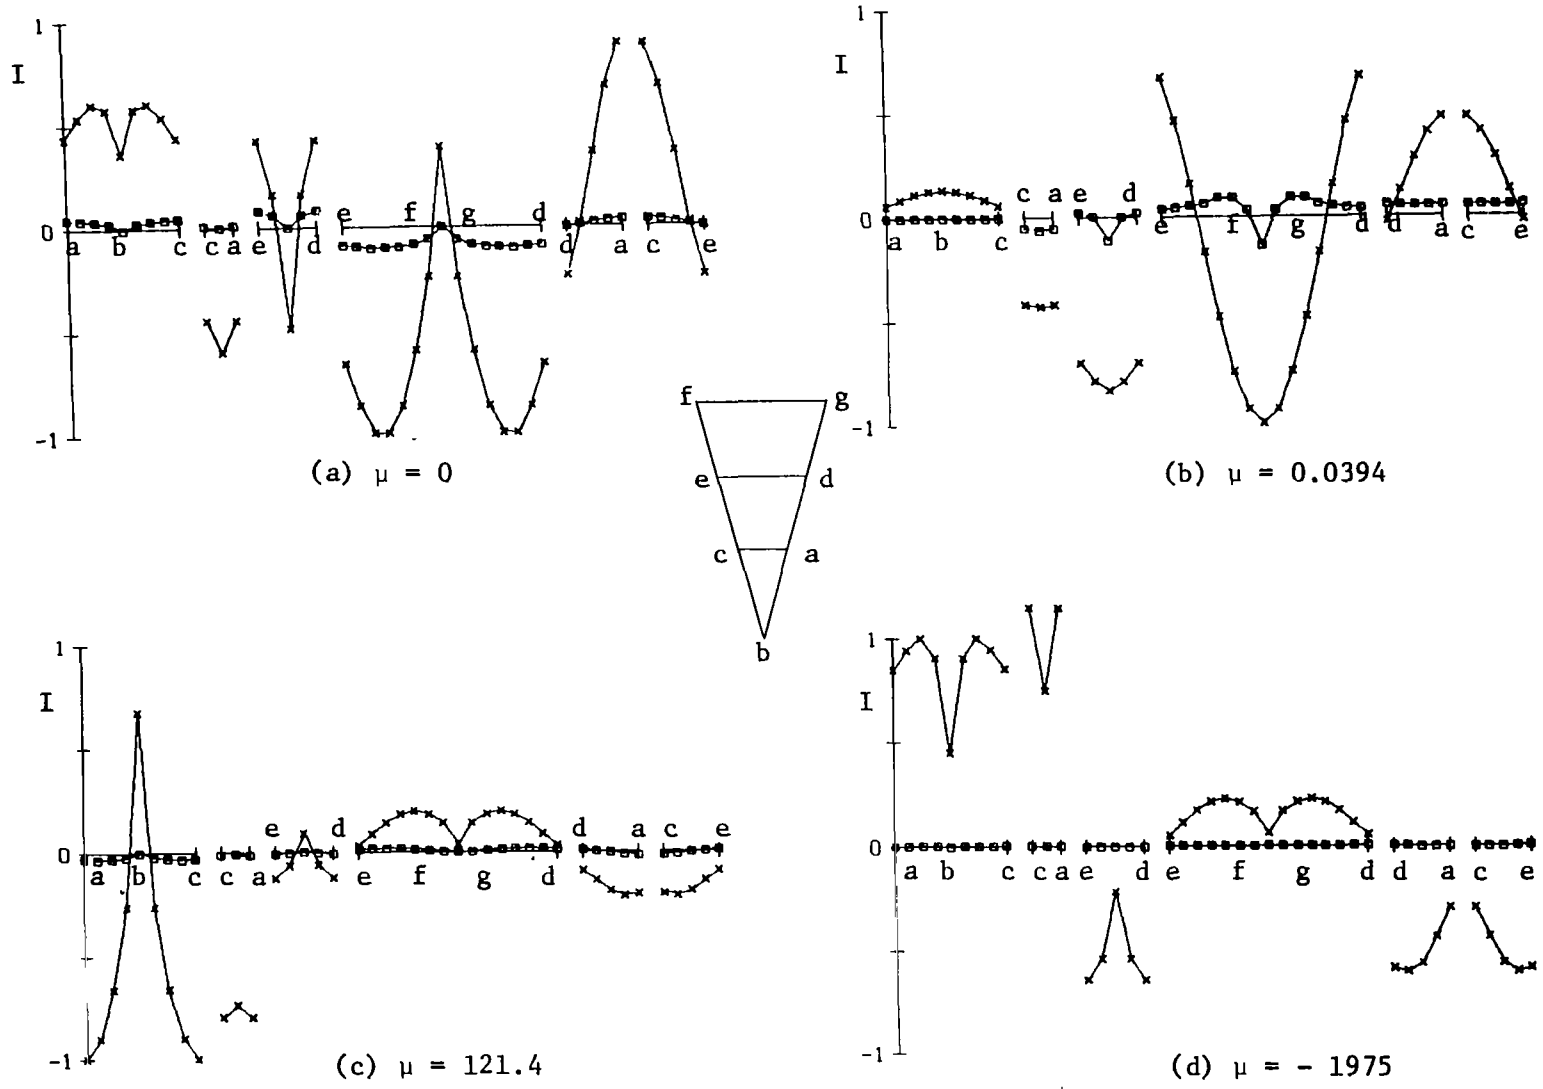 1
I
0
-1
a b c
c a
e d
e f g d
d a
c e
(a) μ = 0
1
I
0
-1
a b c
c a
e d
e f g d
d a
c e
(b) μ = 0.0394
f g
e d
c a
b
1
I
0
-1
a b c
c a
e d
e f g d
d a
c e
(c) μ = 121.4
1
I
0
-1
a b c
c a
e d
e f g d
d a
c e
(d) μ = - 1975